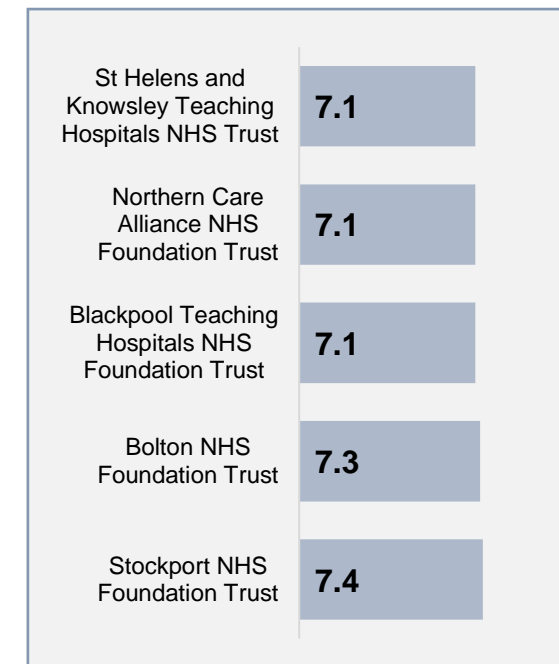 St Helens and
Knowsley Teaching
Hospitals NHS Trust
7.1
Northern Care
Alliance NHS
Foundation Trust
7.1
Blackpool Teaching
Hospitals NHS
Foundation Trust
7.1
Bolton NHS
Foundation Trust
7.3
Stockport NHS
Foundation Trust
7.4